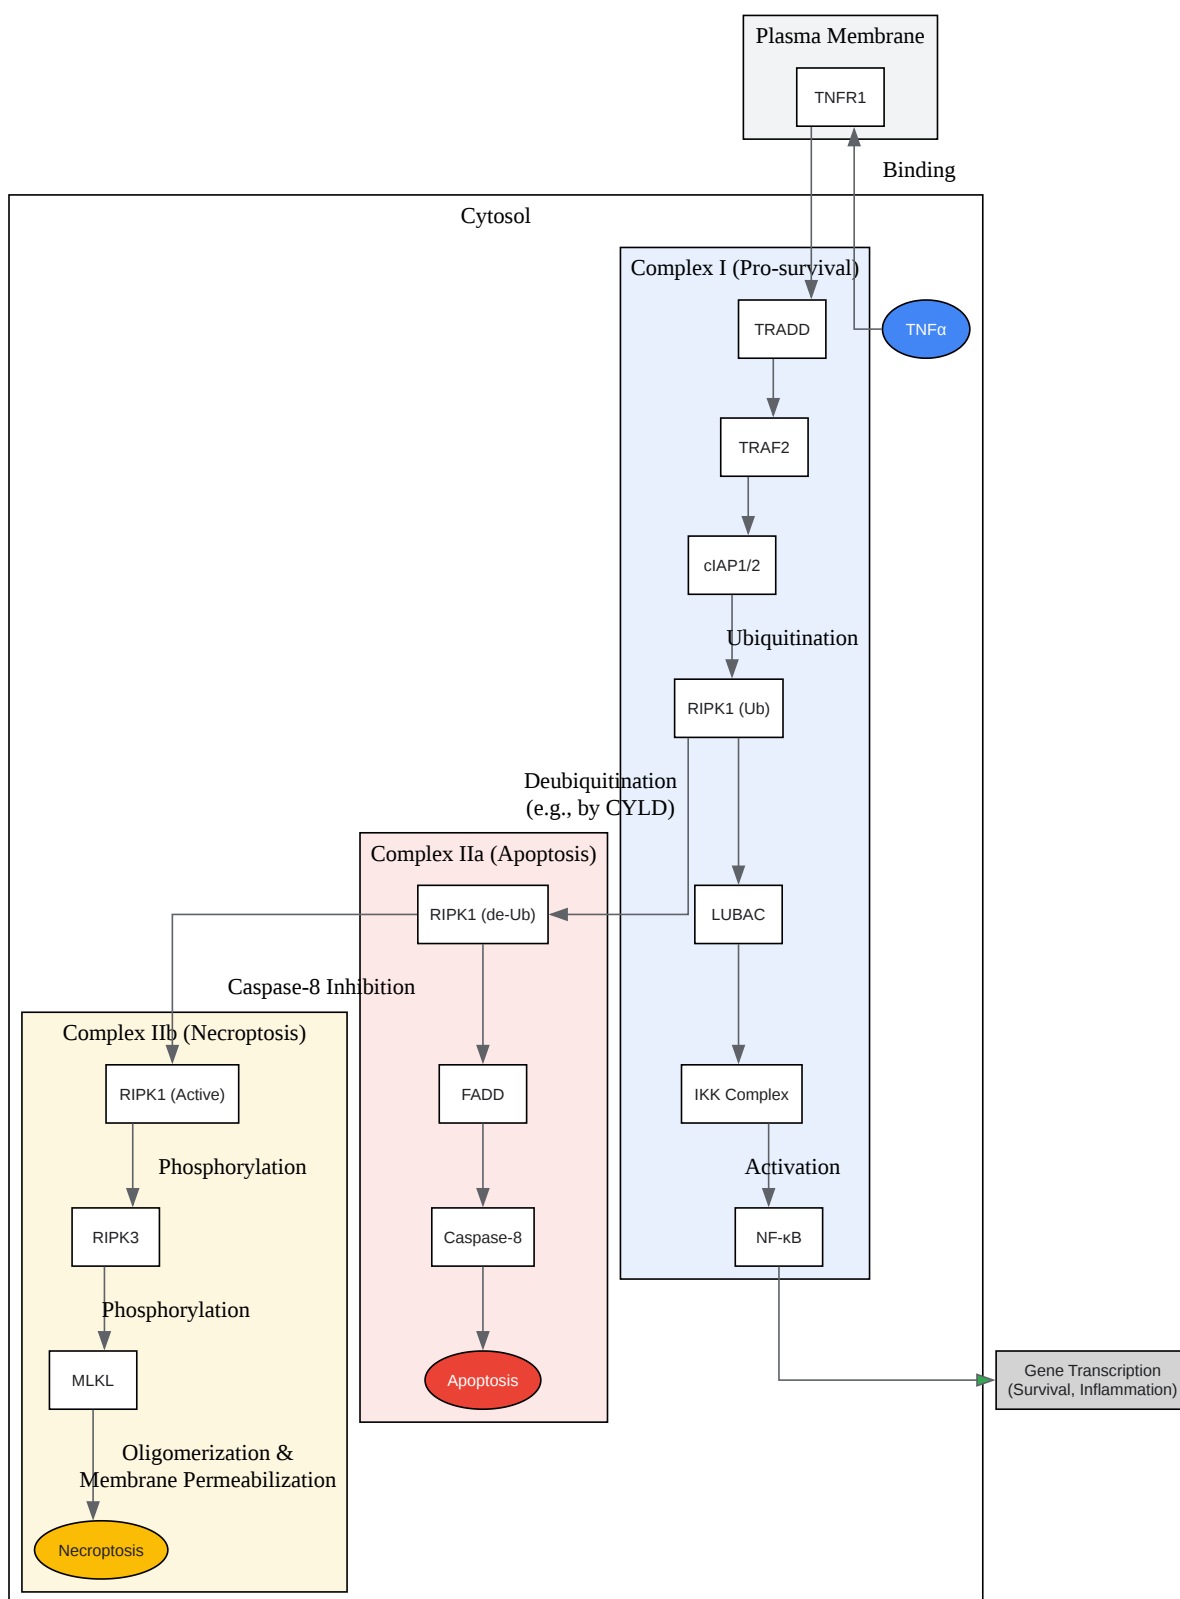 Plasma Membrane
TNFR1
Binding
Cytosol
Complex I (Pro-survival)
TRADD
TNFα
TRAF2
cIAP1/2
Ubiquitination
RIPK1 (Ub)
Deubiquitination
(e.g., by CYLD)
Complex IIa (Apoptosis)
RIPK1 (de-Ub)
LUBAC
Caspase-8 Inhibition
Complex IIb (Necroptosis)
RIPK1 (Active)
FADD
IKK Complex
Phosphorylation
Activation
RIPK3
Caspase-8
NF-κB
Phosphorylation
MLKL
Apoptosis
Gene Transcription
(Survival, Inflammation)
Oligomerization &
Membrane Permeabilization
Necroptosis